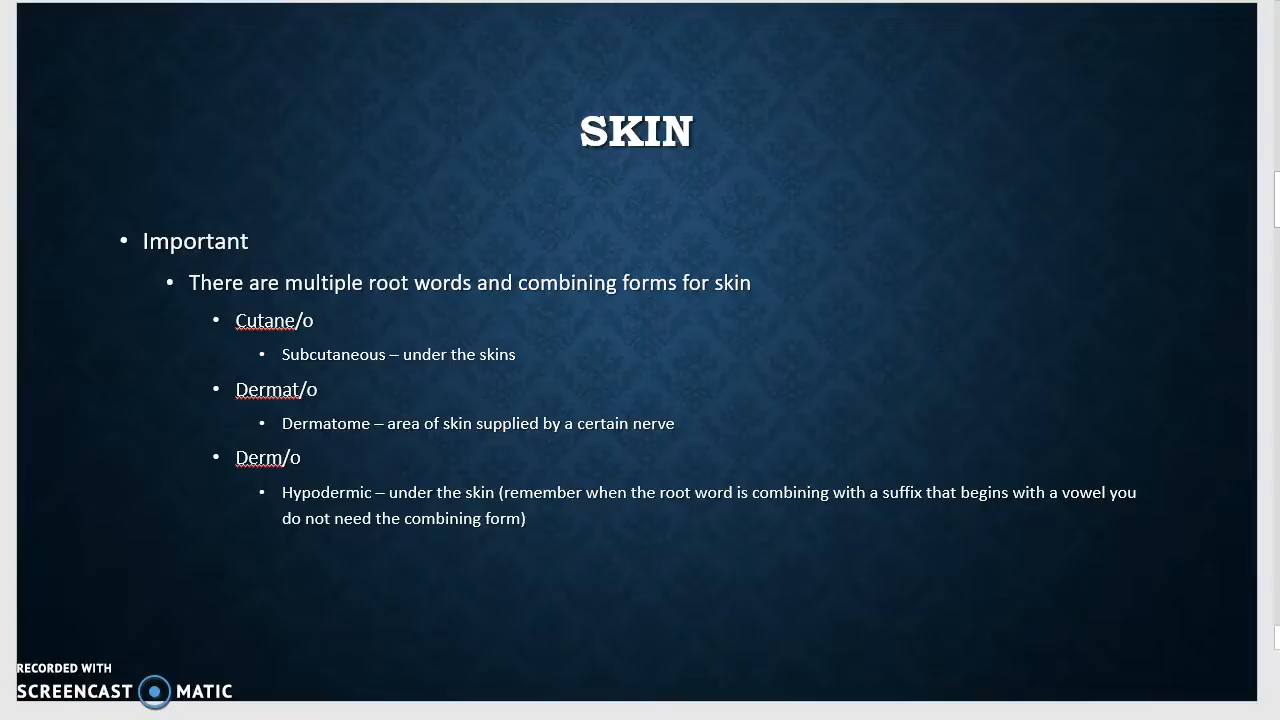 SKIN
• Important
• There are multiple root words and combining forms for skin
• Cutane/o
• Subcutaneous – under the skins
• Dermat/o
• Dermatome – area of skin supplied by a certain nerve
• Derm/o
• Hypodermic – under the skin (remember when the root word is combining with a suffix that begins with a vowel you
do not need the combining form)
RECORDED WITH
SCREENCAST MATIC